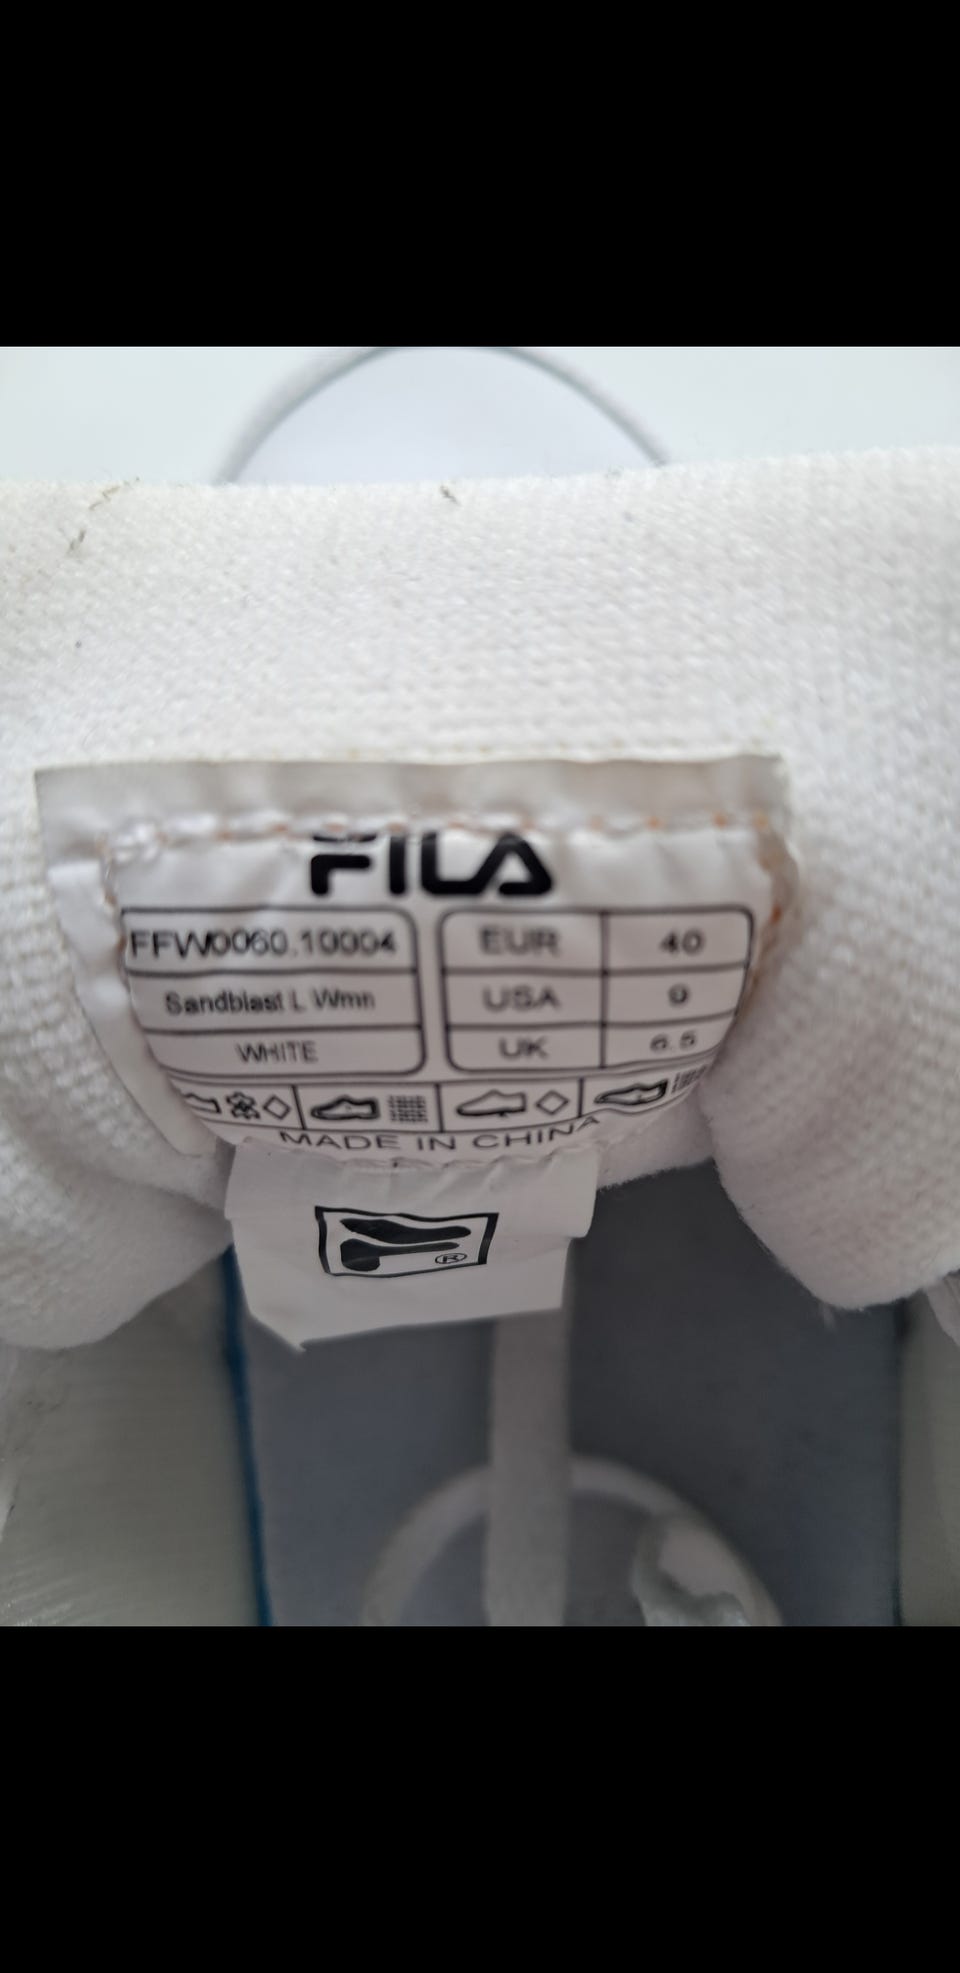 FILA
FFW0060.10004
Sandblast L Wmn
WHITE
EUR 40
USA 9
UK 6.5
MADE IN CHINA
F
®